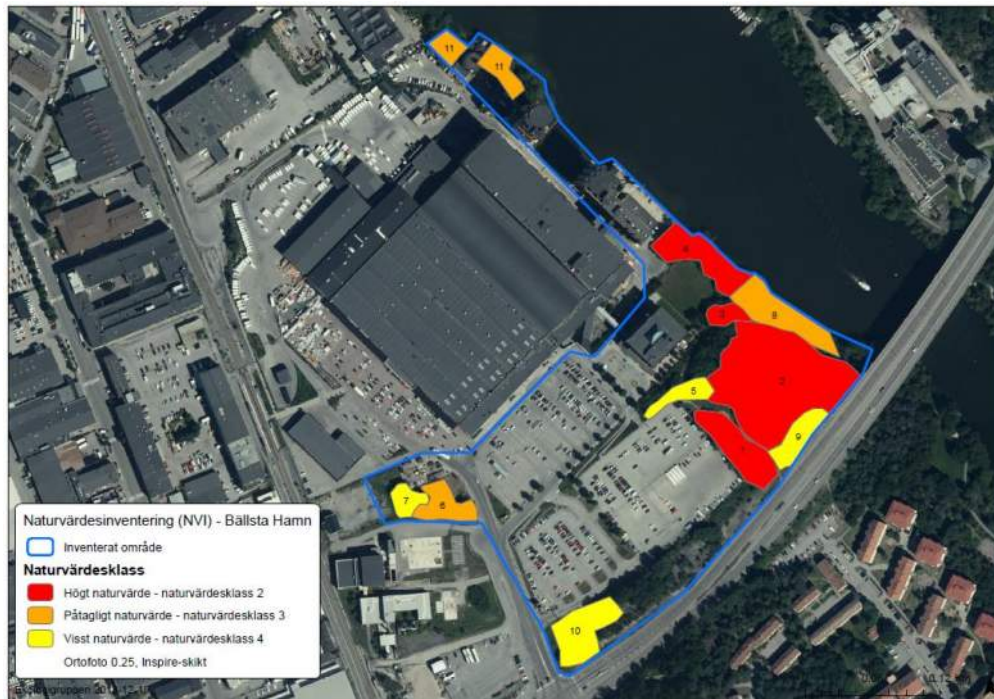 11
11
4
8
3
2
5
9
1
7
6
10
Naturvärdesinventering (NVI) - Bällsta Hamn
Inventerat område
Naturvärdesklass
Högt naturvärde - naturvärdesklass 2
Påtagligt naturvärde - naturvärdesklass 3
Visst naturvärde - naturvärdesklass 4
Ortofoto 0.25, Inspire-skikt